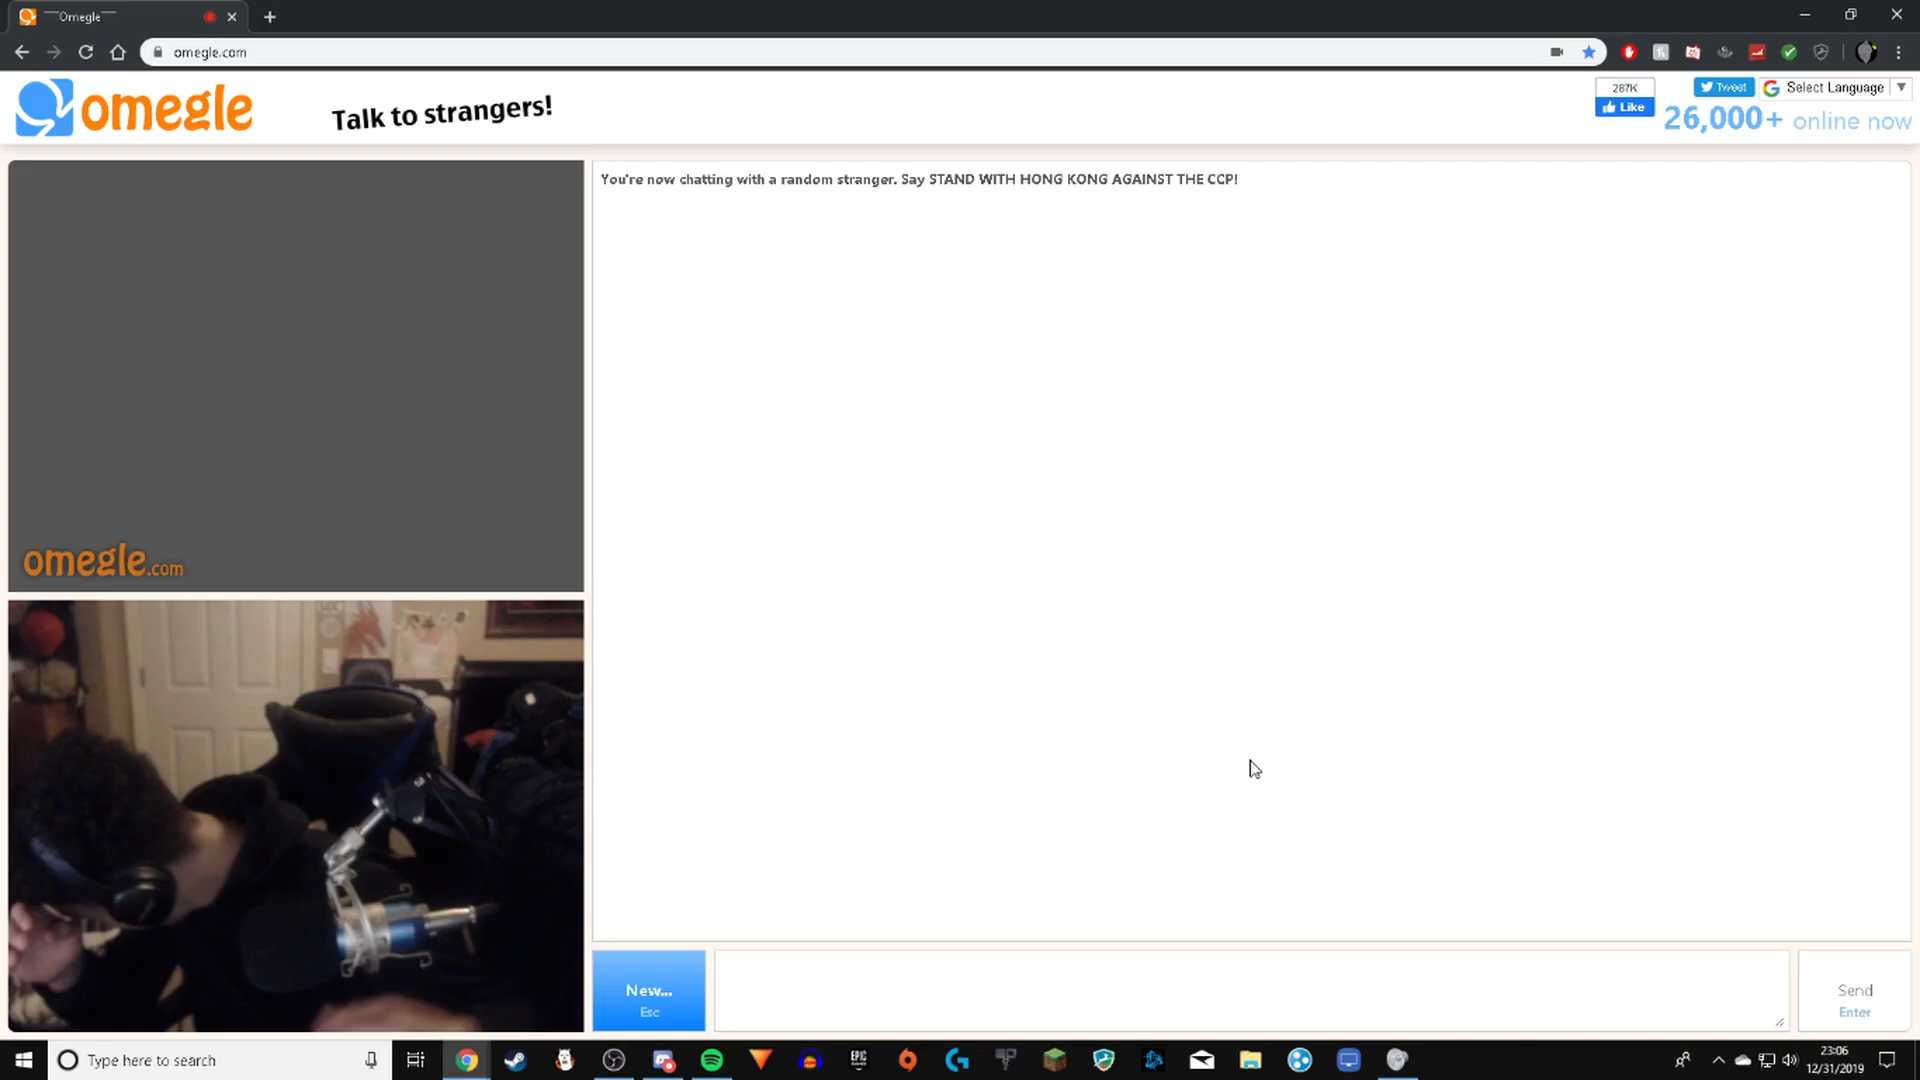 Omegle
omegle.com
omegle
Talk to strangers!
287K
Like
Tweet
Select Language
26,000+ online now
You're now chatting with a random stranger. Say STAND WITH HONG KONG AGAINST THE CCP!
omegle.com
New...
Esc
Send
Enter
Type here to search
EPIC
GAMES
23:06
12/31/2019